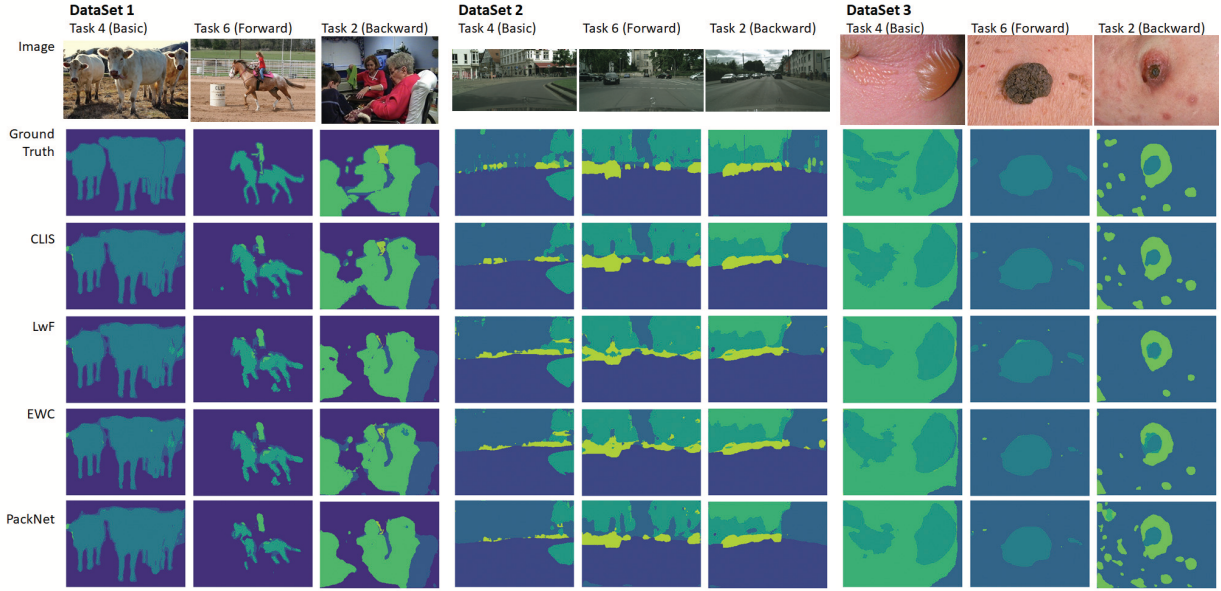 DataSet 1
DataSet 2
DataSet 3
Task 4 (Basic)
Task 6 (Forward)
Task 2 (Backward)
Task 4 (Basic)
Task 6 (Forward)
Task 2 (Backward)
Task 4 (Basic)
Task 6 (Forward)
Task 2 (Backward)
Image
Ground
Truth
CLIS
LwF
EWC
PackNet